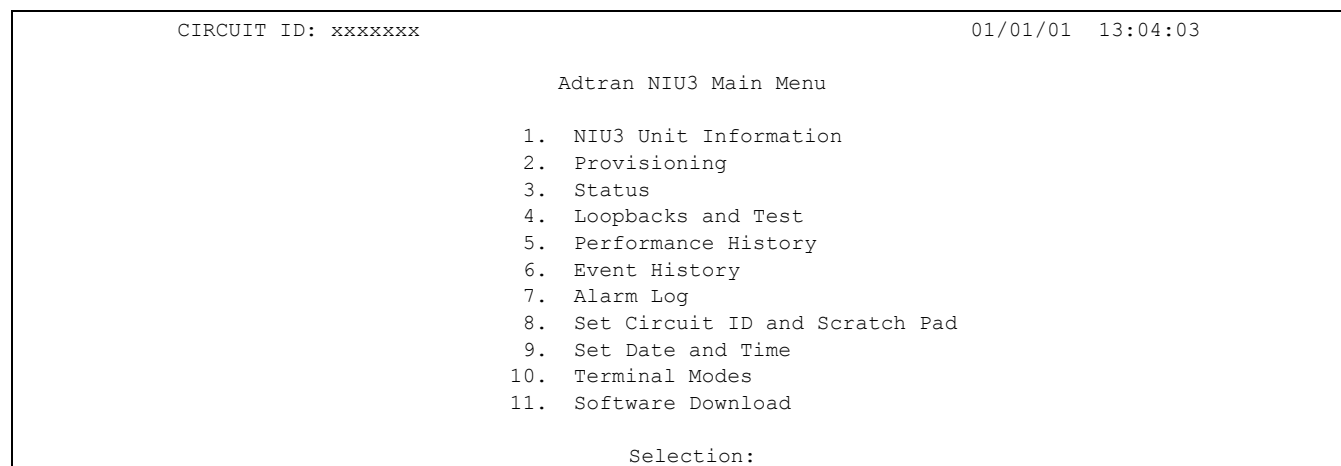 CIRCUIT ID: xxxxxxx 01/01/01 13:04:03
Adtran NIU3 Main Menu
1. NIU3 Unit Information
2. Provisioning
3. Status
4. Loopbacks and Test
5. Performance History
6. Event History
7. Alarm Log
8. Set Circuit ID and Scratch Pad
9. Set Date and Time
10. Terminal Modes
11. Software Download
Selection: